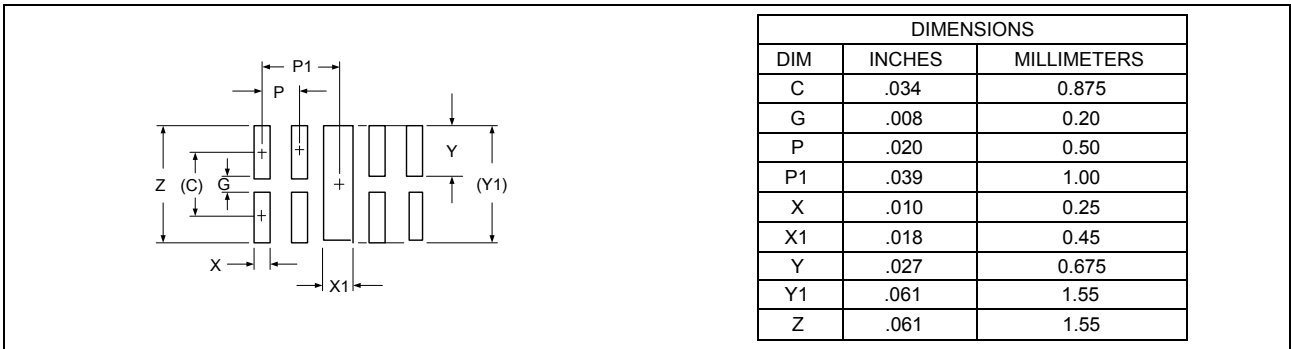 P1
P
Z
(C)
G
Y
(Y1)
X
X1
DIMENSIONS
DIM INCHES MILLIMETERS
C .034 0.875
G .008 0.20
P .020 0.50
P1 .039 1.00
X .010 0.25
X1 .018 0.45
Y .027 0.675
Y1 .061 1.55
Z .061 1.55